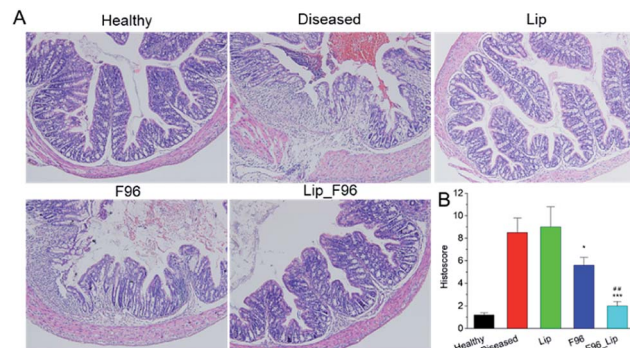 A
Healthy
Diseased
Lip
F96
Lip_F96
B
Histoscore
12
10
8
6
4
2
0
*
##
***
Healthy
Diseased
Lip
F96
F96_Lip